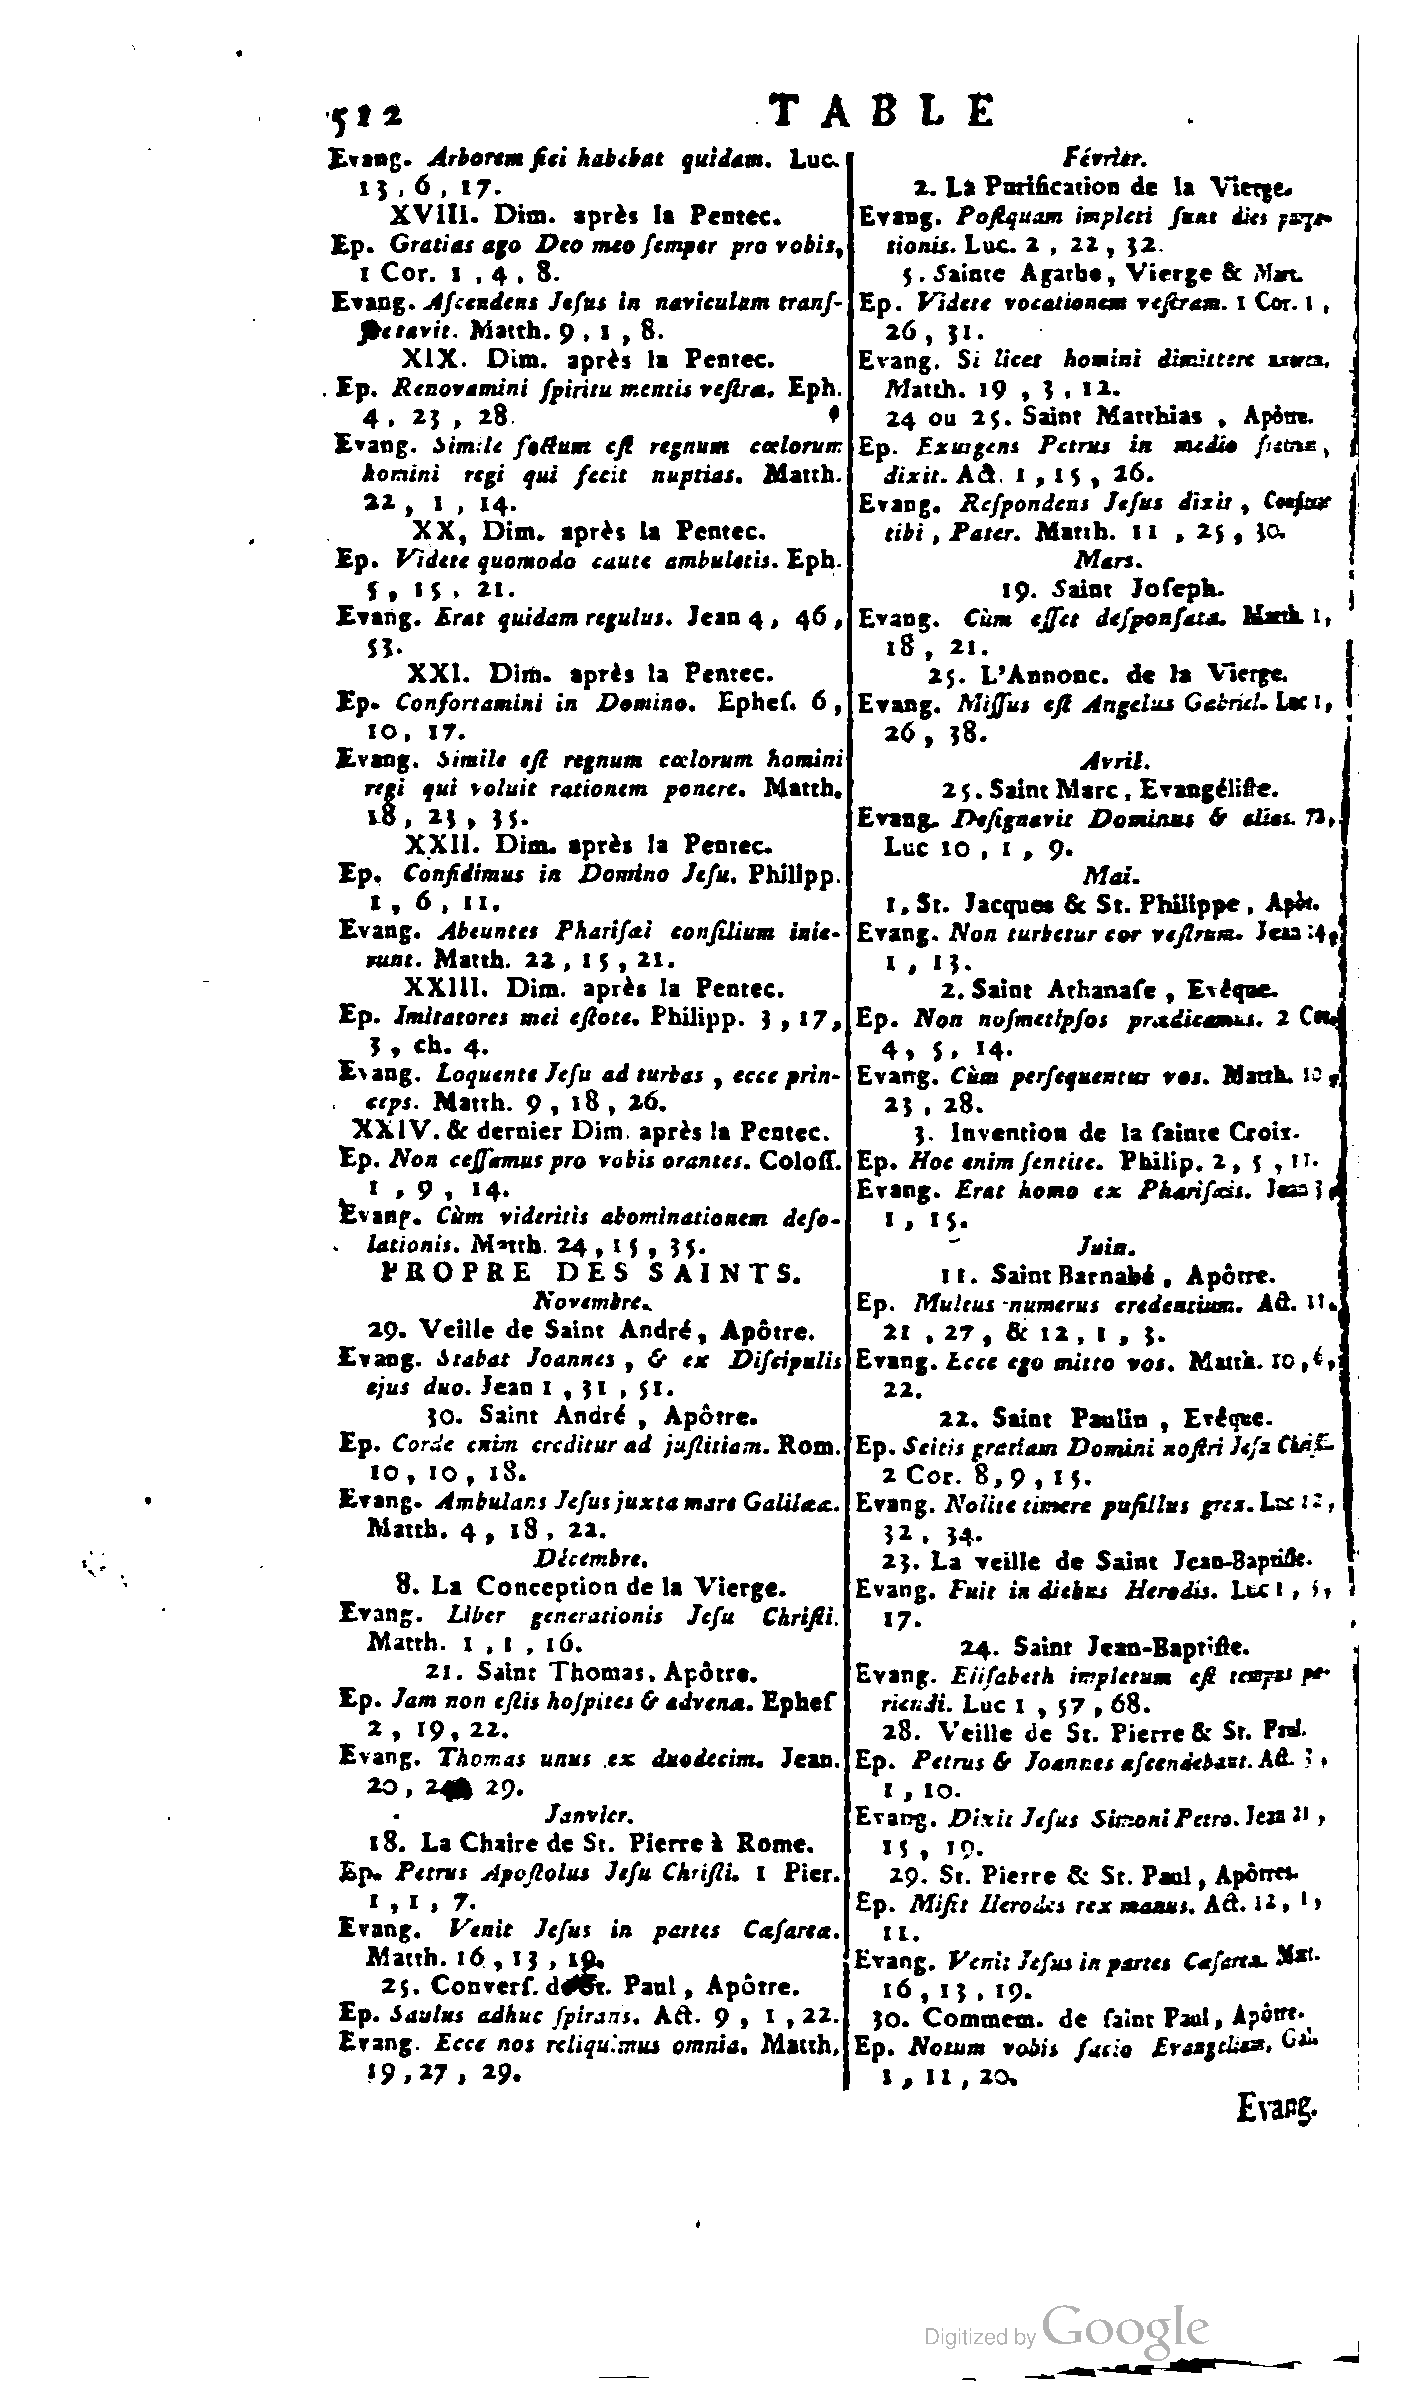 512
TABLE
Evang. Arborem fici habebat quidam. Luc.
13, 6, 17.
XVIII. Dim. après la Pentec.
Ep. Gratias ago Deo meo ſemper pro vobis,
1 Cor. 1, 4, 8.
Evang. Aſcendens Jeſus in naviculam tranſ-
fretavit. Matth. 9, 1, 8.
XIX. Dim. après la Pentec.
Ep. Renovamini ſpiritu mentis veſtræ. Eph.
4, 23, 28.
Evang. Simile factum eſt regnum cœlorum
homini regi qui fecit nuptias. Matth.
22, 1, 14.
XX, Dim. après la Pentec.
Ep. Videte quomodo caute ambuletis. Eph.
5, 15, 21.
Evang. Erat quidam regulus. Jean 4, 46,
53.
XXI. Dim. après la Pentec.
Ep. Confortamini in Domino. Epheſ. 6,
10, 17.
Evang. Simile eſt regnum cœlorum homini
regi qui voluit rationem ponere. Matth.
18, 23, 35.
XXII. Dim. après la Pentec.
Ep. Confidimus in Domino Jeſu. Philipp.
1, 6, 11.
Evang. Abeuntes Phariſæi conſilium inie-
runt. Matth. 22, 15, 21.
XXIII. Dim. après la Pentec.
Ep. Imitatores mei eſtote. Philipp. 3, 17,
3, ch. 4.
Evang. Loquente Jeſu ad turbas, ecce prin-
ceps. Matth. 9, 18, 26.
XXIV. & dernier Dim. après la Pentec.
Ep. Non ceſſamus pro vobis orantes. Coloſſ.
1, 9, 14.
Evang. Cùm videritis abominationem deſo-
lationis. Matth. 24, 15, 35.
PROPRE DES SAINTS.
Novembre.
29. Veille de Saint André, Apôtre.
Evang. Stabat Joannes, & ex Diſcipulis
ejus duo. Jean 1, 31, 51.
30. Saint André, Apôtre.
Ep. Corde enim creditur ad juſtitiam. Rom.
10, 10, 18.
Evang. Ambulans Jeſus juxta mare Galilææ.
Matth. 4, 18, 22.
Décembre.
8. La Conception de la Vierge.
Evang. Liber generationis Jeſu Chriſti.
Matth. 1, 1, 16.
21. Saint Thomas, Apôtre.
Ep. Jam non eſtis hoſpites & advenæ. Epheſ
2, 19, 22.
Evang. Thomas unus ex duodecim. Jean.
20, 29.
Janvier.
18. La Chaire de St. Pierre à Rome.
Ep. Petrus Apoſtolus Jeſu Chriſti. 1 Pier.
1, 1, 7.
Evang. Venit Jeſus in partes Cæſareæ.
Matth. 16, 13, 19.
25. Converſ. de St. Paul, Apôtre.
Ep. Saulus adhuc ſpirans. Act. 9, 1, 22.
Evang. Ecce nos reliquimus omnia. Matth.
19, 27, 29.
Février.
2. La Purification de la Vierge.
Evang. Poſtquam impleti ſunt dies purga-
tionis. Luc. 2, 22, 32.
5. Sainte Agathe, Vierge & Mart.
Ep. Videte vocationem veſtram. 1 Cor. 1,
26, 31.
Evang. Si licet homini dimittere uxorem.
Matth. 19, 3, 12.
24 ou 25. Saint Matthias, Apôtre.
Ep. Exurgens Petrus in medio fratrum,
dixit. Act. 1, 15, 26.
Evang. Reſpondens Jeſus dixit, Confiteor
tibi, Pater. Matth. 11, 25, 30.
Mars.
19. Saint Joſeph.
Evang. Cùm eſſet deſponſata. Matth. 1,
18, 21.
25. L'Annonc. de la Vierge.
Evang. Miſſus eſt Angelus Gabriel. Luc 1,
26, 38.
Avril.
25. Saint Marc, Evangéliſte.
Evang. Deſignavit Dominus & alios. 72,
Luc 10, 1, 9.
Mai.
1, St. Jacques & St. Philippe, Apôt.
Evang. Non turbetur cor veſtrum. Jean 14,
1, 13.
2. Saint Athanaſe, Evêque.
Ep. Non noſmetipſos prædicamus. 2 Cor.
4, 5, 14.
Evang. Cùm perſequentur vos. Matth. 10,
23, 28.
3. Invention de la ſainte Croix.
Ep. Hoc enim ſentite. Philip. 2, 5, 11.
Evang. Erat homo ex Phariſæis. Jean 3,
1, 15.
Juin.
11. Saint Barnabé, Apôtre.
Ep. Multus numerus credentium. Act. 11.
21, 27, & 12, 1, 3.
Evang. Ecce ego mitto vos. Matth. 10, 6,
22.
22. Saint Paulin, Evêque.
Ep. Scitis gratiam Domini noſtri Jeſu Chriſti.
2 Cor. 8, 9, 15.
Evang. Nolite timere puſillus grex. Luc 12,
32, 34.
23. La veille de Saint Jean-Baptiſte.
Evang. Fuit in diebus Herodis. Luc 1, 5,
17.
24. Saint Jean-Baptiſte.
Evang. Eliſabeth impletum eſt tempus pa-
riendi. Luc 1, 57, 68.
28. Veille de St. Pierre & St. Paul.
Ep. Petrus & Joannes aſcendebant. Act. 3,
1, 10.
Evang. Dixit Jeſus Simoni Petro. Jean 21,
15, 19.
29. St. Pierre & St. Paul, Apôtres.
Ep. Miſit Herodes rex manus. Act. 12, 1,
11.
Evang. Venit Jeſus in partes Cæſareæ. Mat.
16, 13, 19.
30. Commem. de ſaint Paul, Apôtre.
Ep. Notum vobis facio Evangelium. Gal.
1, 11, 20.
Evang.
Digitized by Google